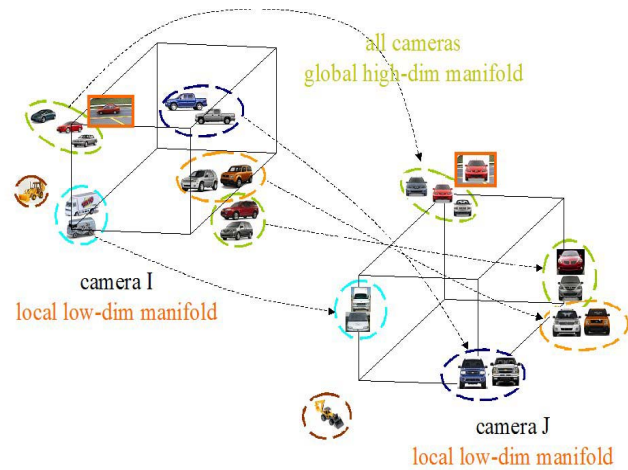 all cameras
global high-dim manifold
camera I
local low-dim manifold
camera J
local low-dim manifold